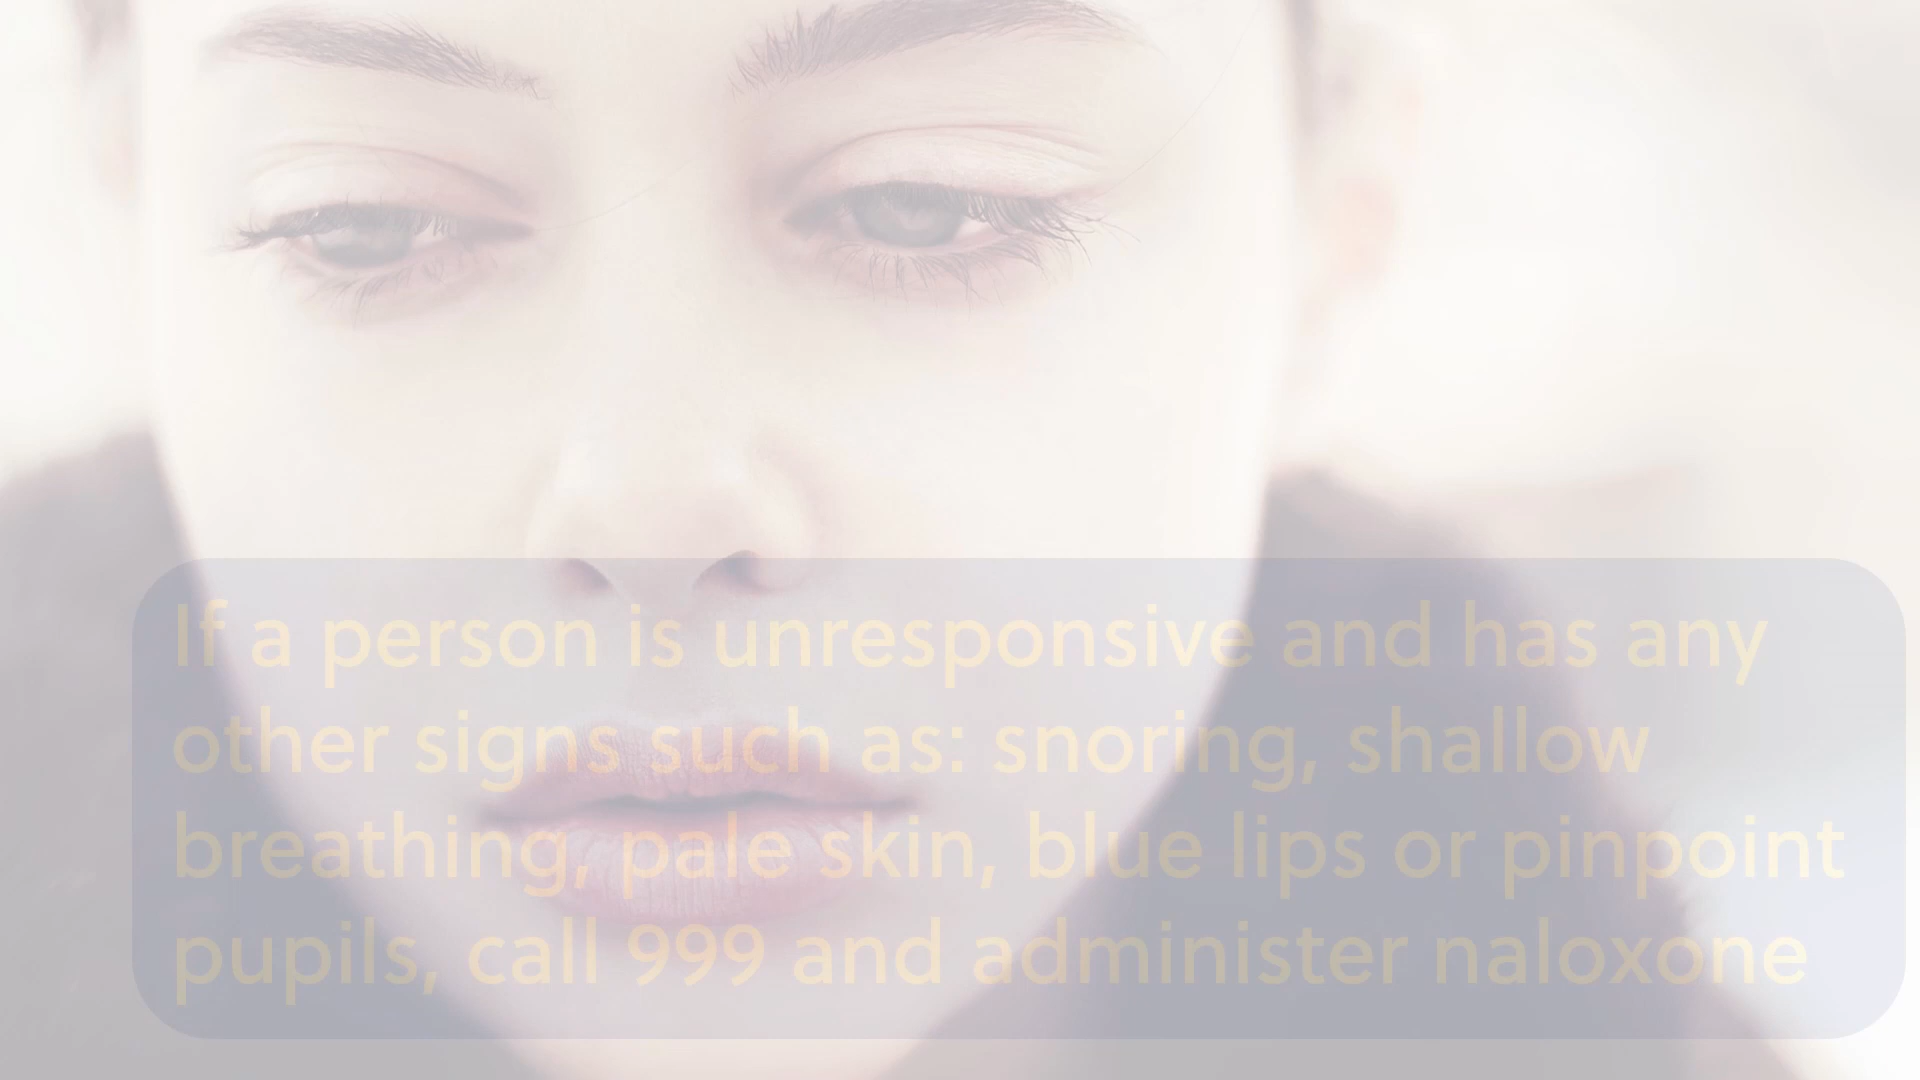 If a person is unresponsive and has any
other signs such as: snoring, shallow
breathing, pale skin, blue lips or pinpoint
pupils, call 999 and administer naloxone